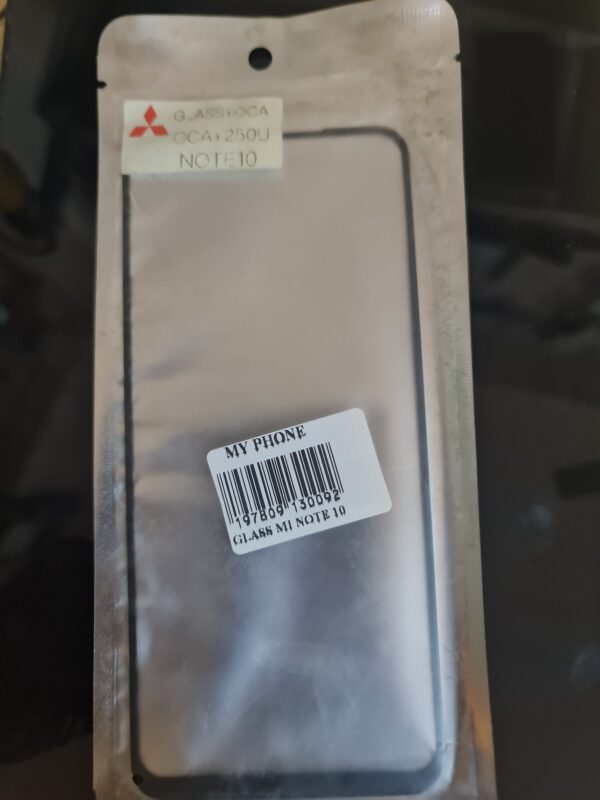 GLASS+OCA
OCA+250U
NOTE10
MY PHONE
197809 130092
GLASS MI NOTE 10